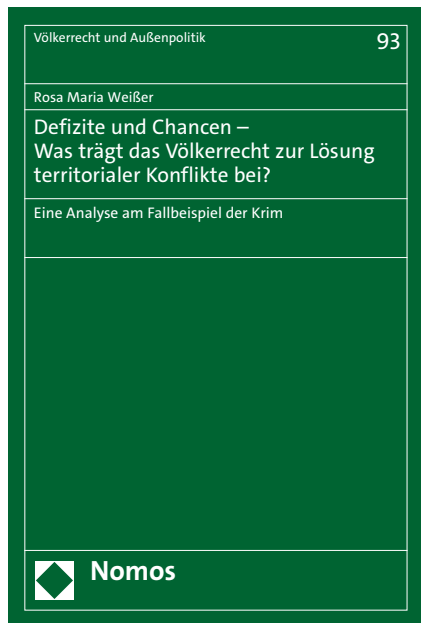 Völkerrecht und Außenpolitik
93
Rosa Maria Weißer
Defizite und Chancen –
Was trägt das Völkerrecht zur Lösung
territorialer Konflikte bei?
Eine Analyse am Fallbeispiel der Krim
Nomos